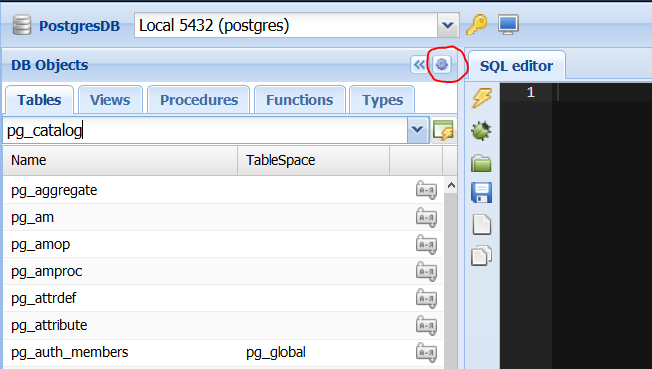 PostgresDB Local 5432 (postgres)
DB Objects
SQL editor
Tables Views Procedures Functions Types
1
pg_catalog
Name TableSpace
pg_aggregate
pg_am
pg_amop
pg_amproc
pg_attrdef
pg_attribute
pg_auth_members pg_global